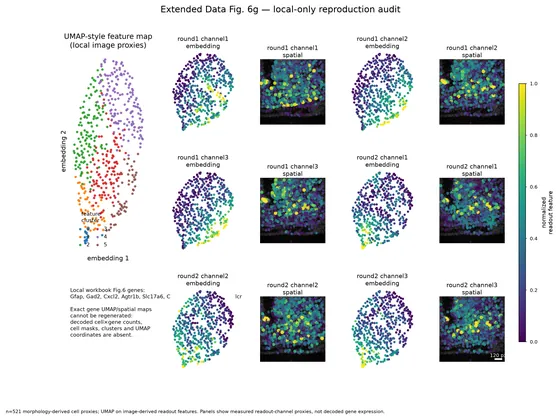 Extended Data Fig. 6g — local-only reproduction audit
UMAP-style feature map
(local image proxies)
embedding 2
embedding 1
feature
cluster
round1 channel1
embedding
round1 channel1
spatial
round1 channel2
embedding
round1 channel2
spatial
round1 channel3
embedding
round1 channel3
spatial
round2 channel1
embedding
round2 channel1
spatial
Local workbook Fig.6 genes:
Gfap, Gad2, Cxcl2, Agtr1b, Slc17a6, C
Exact gene UMAP/spatial maps
cannot be regenerated:
decoded cell×gene counts,
cell masks, clusters and UMAP
coordinates are absent.
round2 channel2
embedding
round2 channel2
spatial
round2 channel3
embedding
round2 channel3
spatial
120
1.0
0.8
0.6
0.4
0.2
0.0
normalized
readout feature
n=521 morphology-derived cell proxies; UMAP on image-derived readout features. Panels show measured readout-channel proxies, not decoded gene expression.